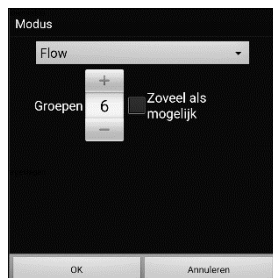 Modus
Flow
+
Groepen 6 Zoveel als
mogelijk
−
OK Annuleren